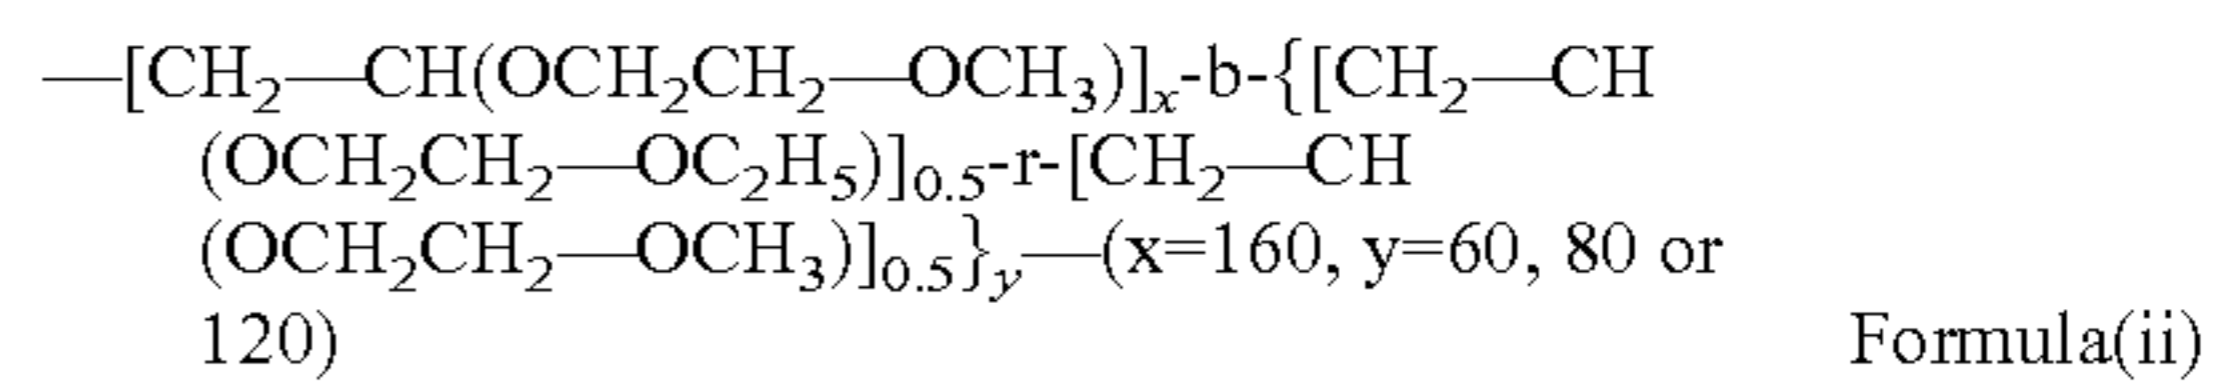 —[CH₂—CH(OCH₂CH₂—OCH₃)]ₓ-b-{[CH₂—CH
(OCH₂CH₂—OC₂H₅)]₀.₅-r-[CH₂—CH
(OCH₂CH₂—OCH₃)]₀.₅}y—(x=160, y=60, 80 or
120) Formula(ii)